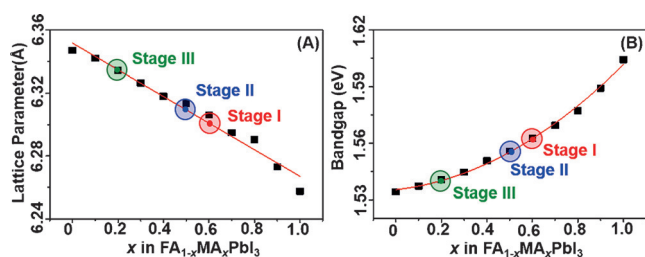 (A)
Lattice Parameter(Å)
6.36
6.32
6.28
6.24
Stage III
Stage II
Stage I
0 0.2 0.4 0.6 0.8 1.0
x in FA1-xMAxPbI3
(B)
Bandgap (eV)
1.62
1.59
1.56
1.53
Stage I
Stage II
Stage III
0 0.2 0.4 0.6 0.8 1.0
x in FA1-xMAxPbI3